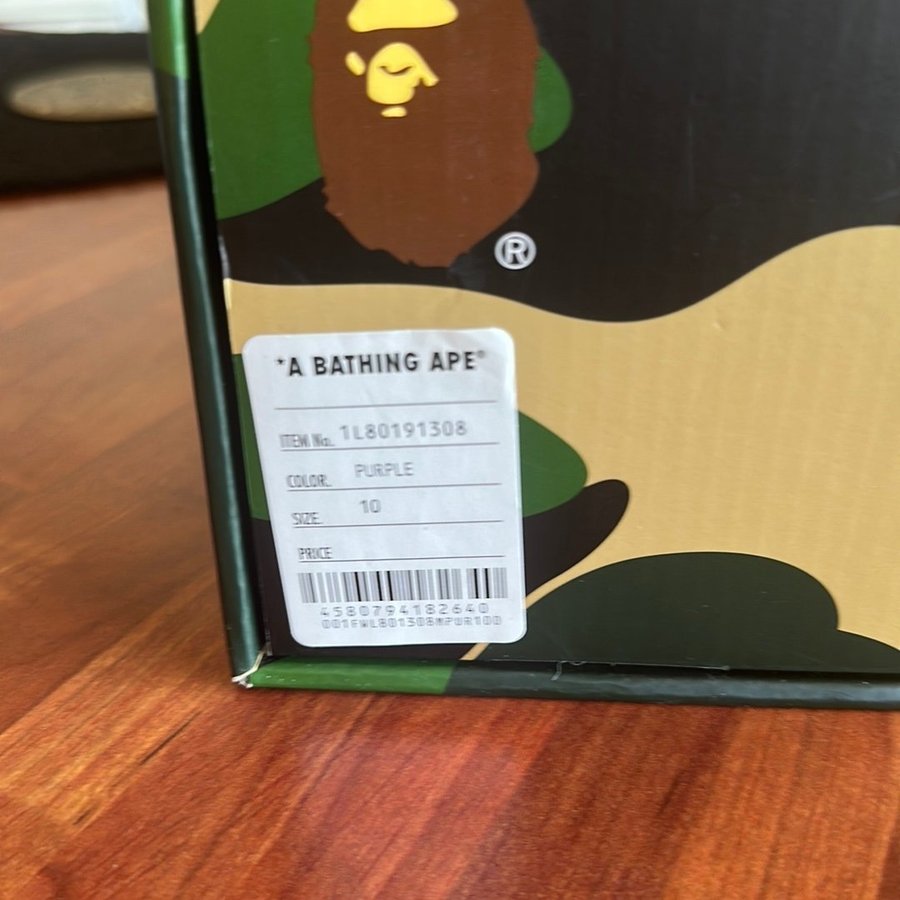 ®
*A BATHING APE®
ITEM No. 1L80191308
COLOR. PURPLE
SIZE. 10
PRICE
4580794182640
001FWL801308MPUR100